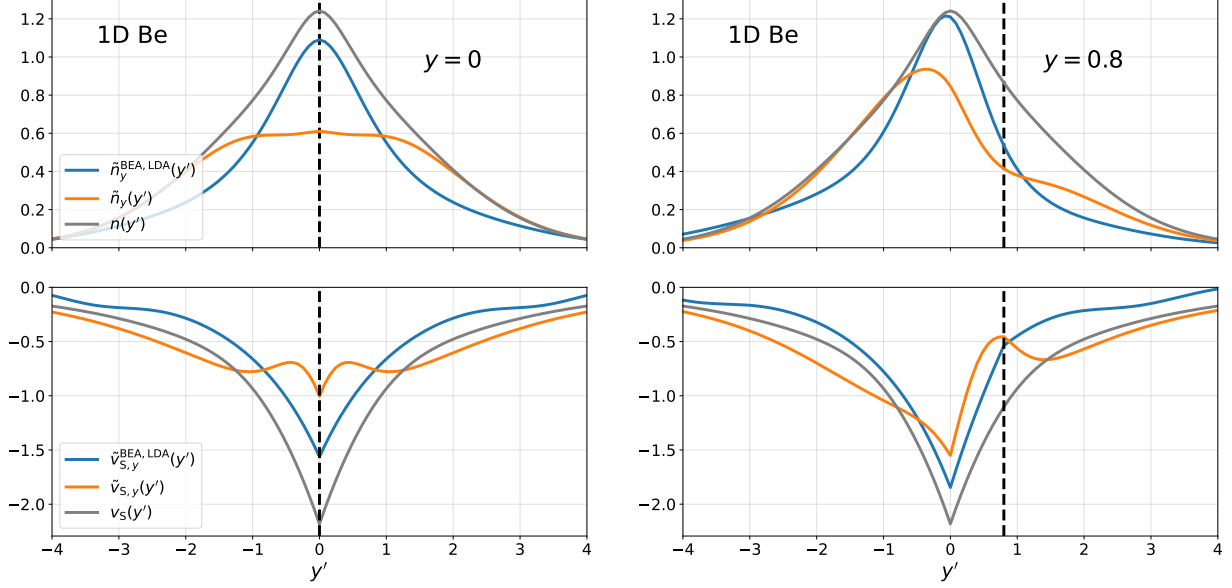 1.2
1.0
0.8
0.6
0.4
0.2
0.0
1D Be
y = 0
ñ_y^{BEA, LDA}(y′)
ñ_y(y′)
n(y′)
1.2
1.0
0.8
0.6
0.4
0.2
0.0
1D Be
y = 0.8
0.0
−0.5
−1.0
−1.5
−2.0
ṽ_{S, y}^{BEA, LDA}(y′)
ṽ_{S, y}(y′)
v_S(y′)
−4 −3 −2 −1 0 1 2 3 4
y′
0.0
−0.5
−1.0
−1.5
−2.0
−4 −3 −2 −1 0 1 2 3 4
y′